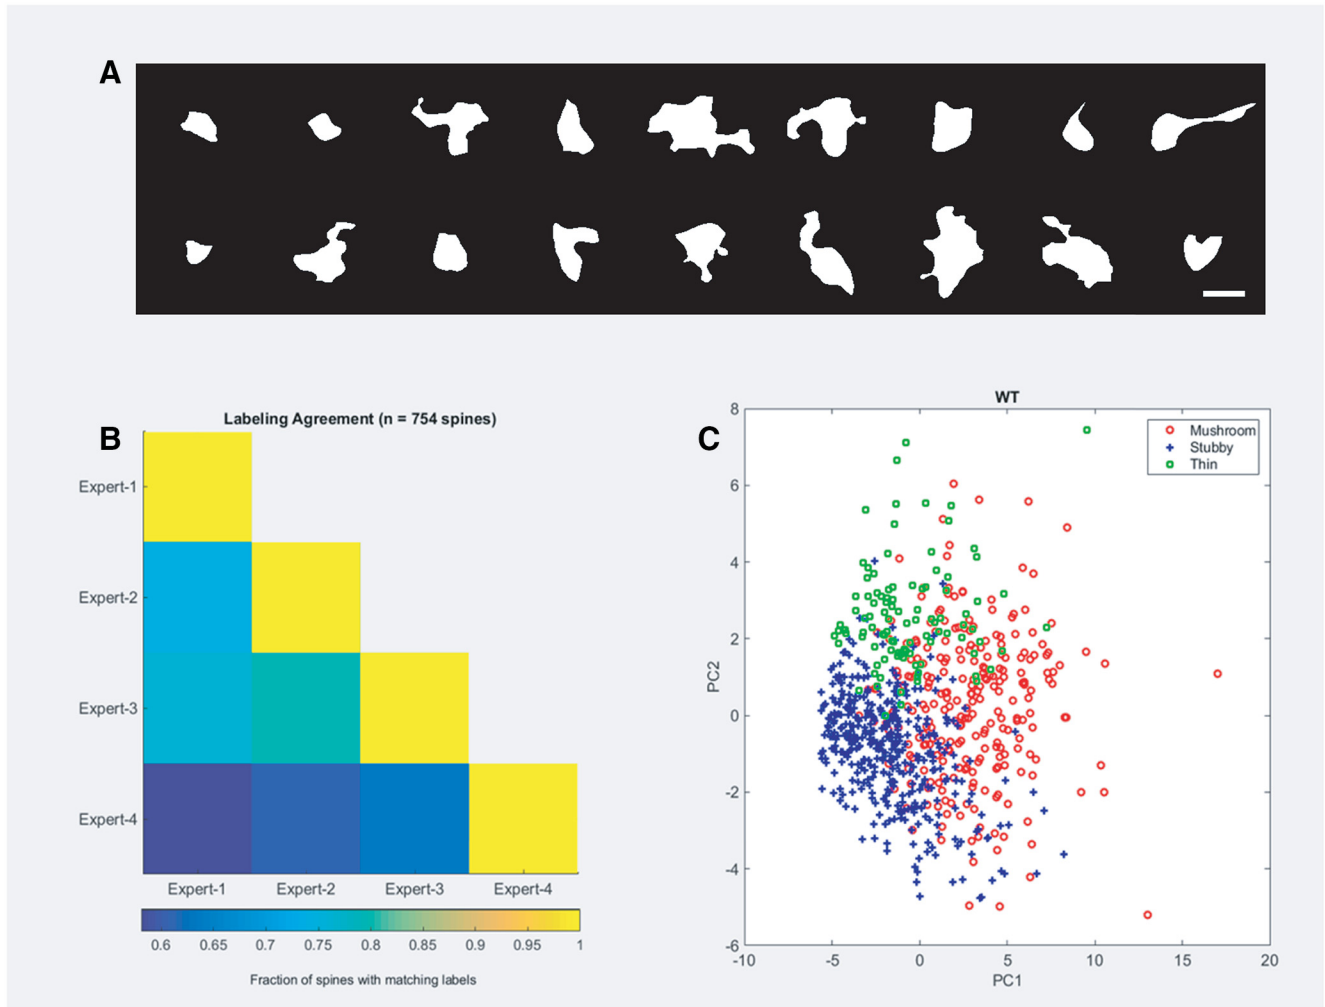 A
B
Labeling Agreement (n = 754 spines)
Expert-1
Expert-2
Expert-3
Expert-4
Expert-1 Expert-2 Expert-3 Expert-4
0.6 0.65 0.7 0.75 0.8 0.85 0.9 0.95 1
Fraction of spines with matching labels
C
WT
Mushroom
Stubby
Thin
8
6
4
2
0
-2
-4
-6
PC2
-10 -5 0 5 10 15 20
PC1